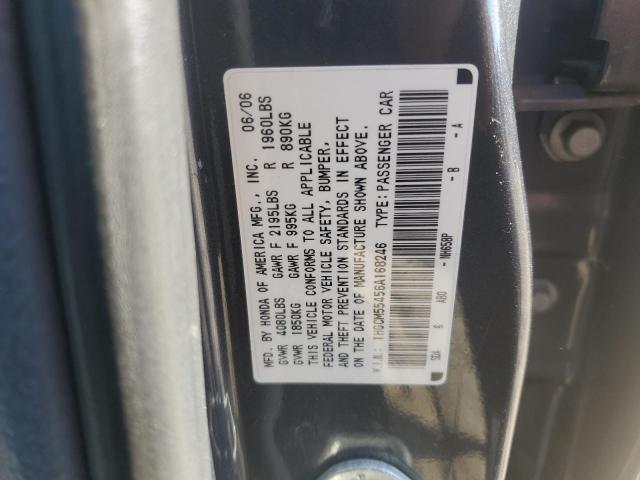 MFD. BY HONDA OF AMERICA MFG., INC. 06/06
GVWR 4080LBS GAWR F 2195LBS R 1960LBS
GVWR 1850KG GAWR F 995KG R 890KG
THIS VEHICLE CONFORMS TO ALL APPLICABLE
FEDERAL MOTOR VEHICLE SAFETY, BUMPER,
AND THEFT PREVENTION STANDARDS IN EFFECT
ON THE DATE OF MANUFACTURE SHOWN ABOVE.
V.I.N.: 1HGCM55456A168246 TYPE: PASSENGER CAR
SDA 6 AB0 - NH658P - B - A